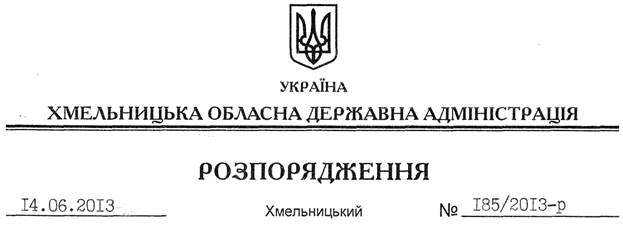 УКРАЇНА
ХМЕЛЬНИЦЬКА ОБЛАСНА ДЕРЖАВНА АДМІНІСТРАЦІЯ
РОЗПОРЯДЖЕННЯ
14.06.2013 Хмельницький № 185/2013-р